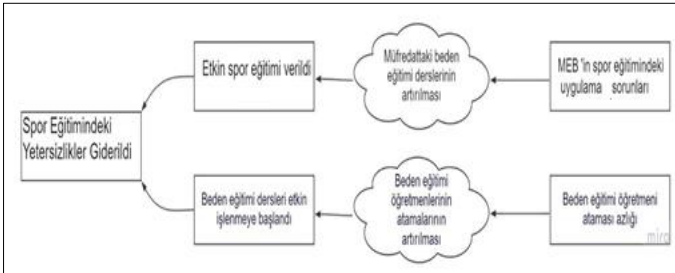 Etkin spor eğitimi verildi
Müfredattaki beden
eğitimi derslerinin
artırılması
MEB 'in spor eğitimindeki
uygulama sorunları
Spor Eğitimindeki
Yetersizlikler Giderildi
Beden eğitimi dersleri etkin
işlenmeye başlandı
Beden eğitimi
öğretmenlerinin
atamalarının
artırılması
Beden eğitimi öğretmeni
ataması azlığı
miro